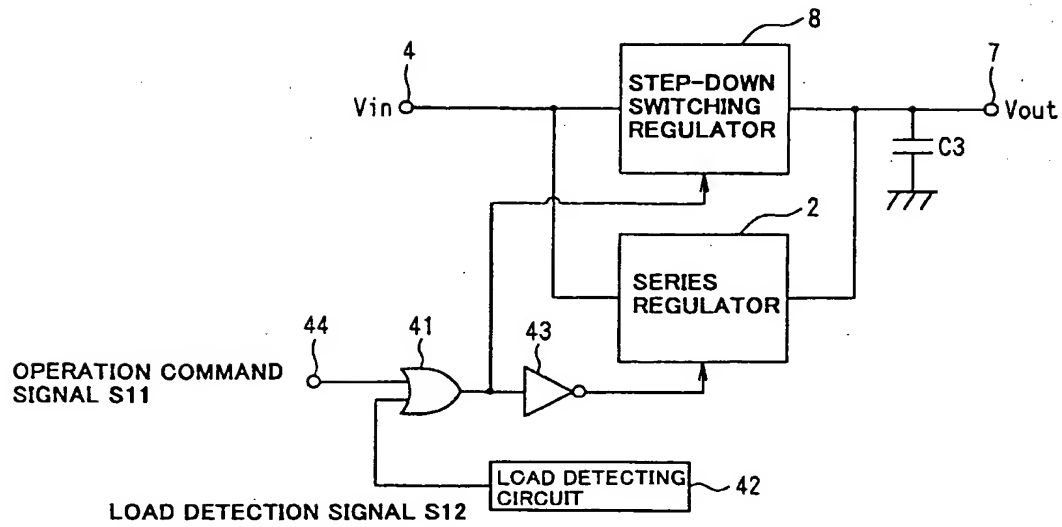 8
4
7
Vin
STEP-DOWN
SWITCHING
REGULATOR
Vout
C3
2
SERIES
REGULATOR
44
41
43
OPERATION COMMAND
SIGNAL S11
LOAD DETECTING
CIRCUIT
42
LOAD DETECTION SIGNAL S12